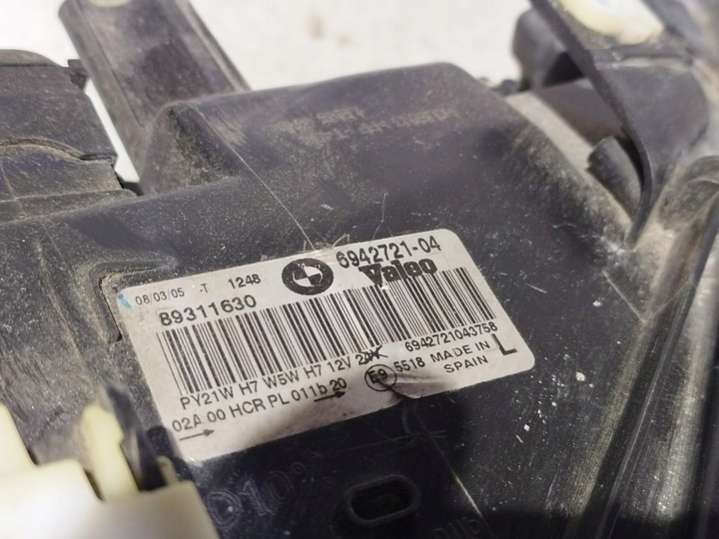 08/03/05 -T 1248 6942721-04
89311630 Valeo
6942721043758
PY21W H7 W5W H7 12V 24V
E9 5518 MADE IN L
SPAIN
02A 00 HCR PL 011b 20